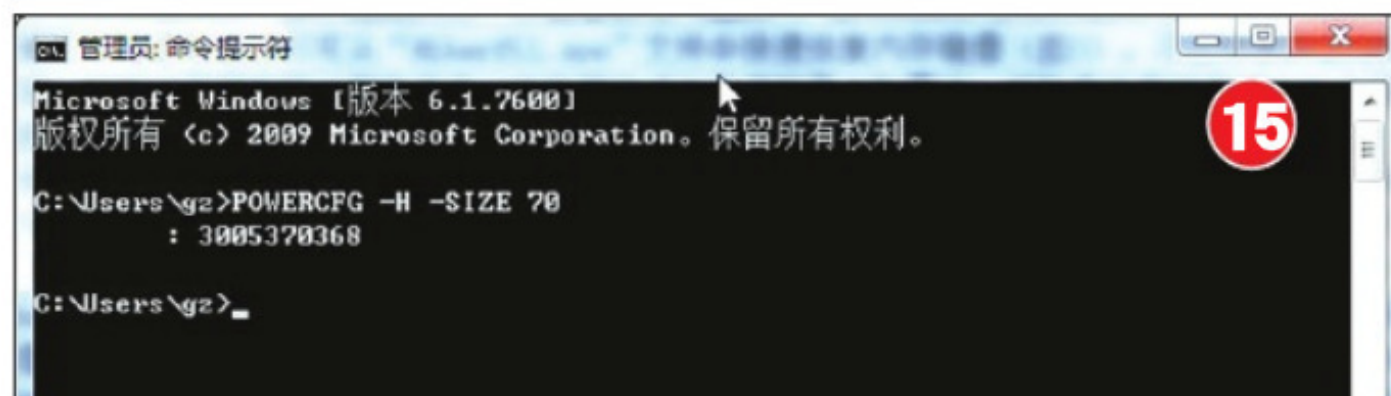 管理员: 命令提示符
Microsoft Windows [版本 6.1.7600]
版权所有 (c) 2009 Microsoft Corporation。保留所有权利。
15
C:\Users\gz>POWERCFG -H -SIZE 70
: 3005370368
C:\Users\gz>_